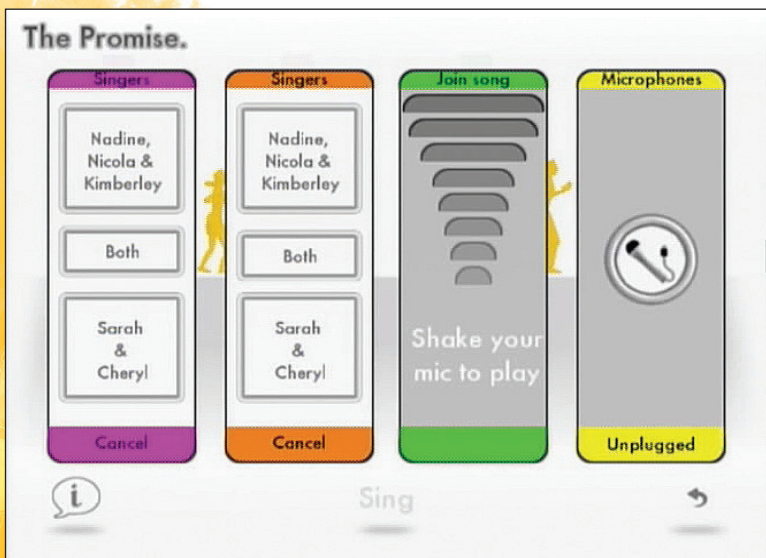 The Promise.
Singers
Nadine,
Nicola &
Kimberley
Both
Sarah
&
Cheryl
Cancel
Singers
Nadine,
Nicola &
Kimberley
Both
Sarah
&
Cheryl
Cancel
Join song
Shake your
mic to play
Microphones
Unplugged
i
Sing